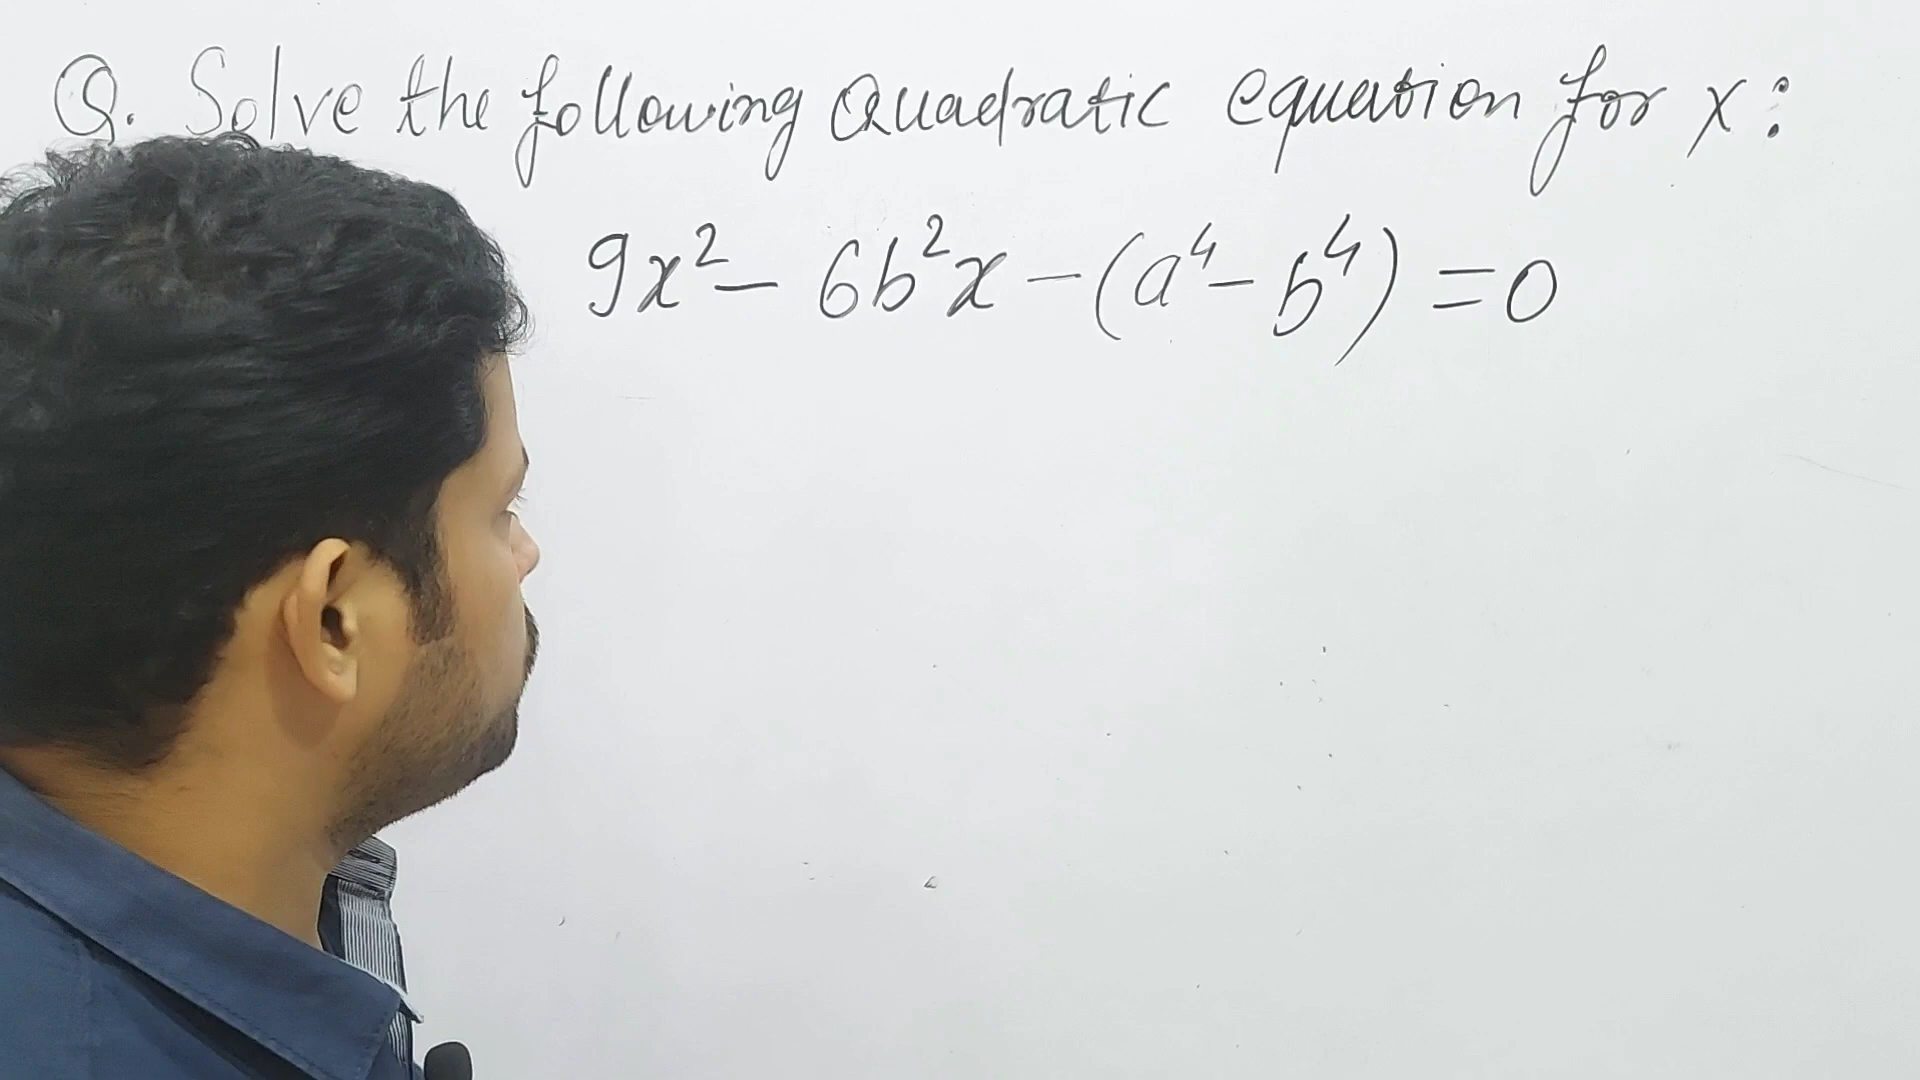 Q. Solve the following Quadratic equation for x:
9x² - 6b²x - (a⁴ - b⁴) = 0